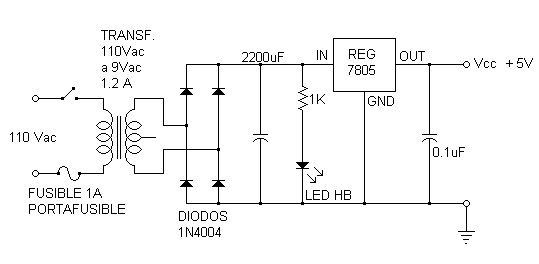 TRANSF.
110Vac
a 9Vac
1.2 A
110 Vac
FUSIBLE 1A
PORTAFUSIBLE
DIODOS
1N4004
2200uF
1K
LED HB
IN
REG
7805
OUT
GND
0.1uF
Vcc +5V